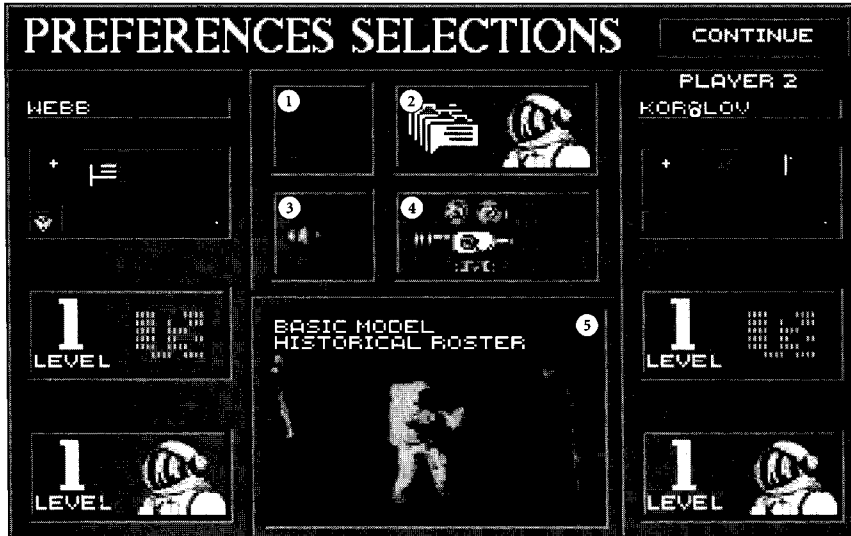 PREFERENCES SELECTIONS
CONTINUE
PLAYER 2
WEBB
KOROLOV
1
2
3
4
1
LEVEL
1
LEVEL
BASIC MODEL
HISTORICAL ROSTER
5
1
LEVEL
1
LEVEL